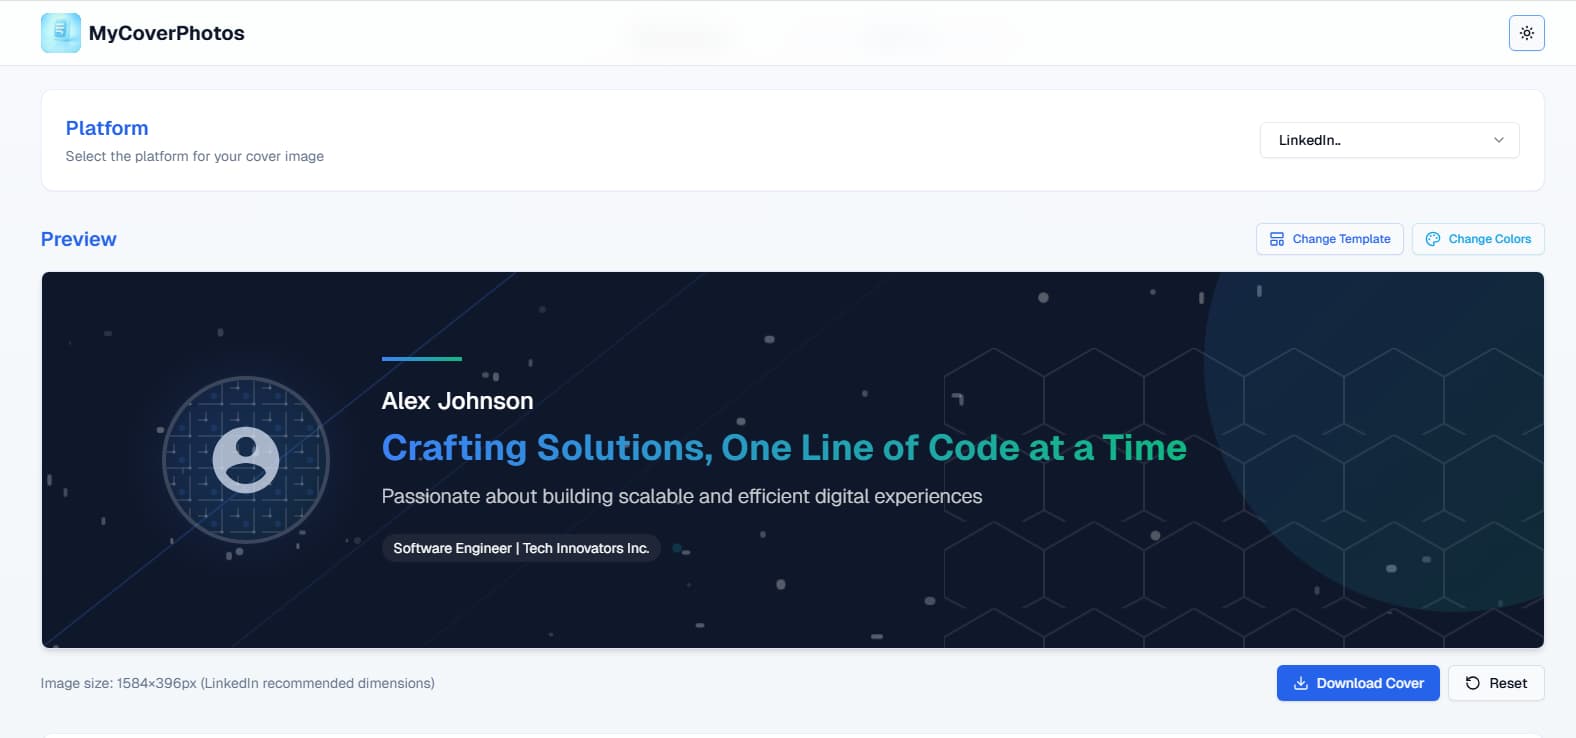 MyCoverPhotos
Platform
Select the platform for your cover image
LinkedIn..
Preview
Change Template
Change Colors
Alex Johnson
Crafting Solutions, One Line of Code at a Time
Passionate about building scalable and efficient digital experiences
Software Engineer | Tech Innovators Inc.
Image size: 1584×396px (LinkedIn recommended dimensions)
Download Cover
Reset